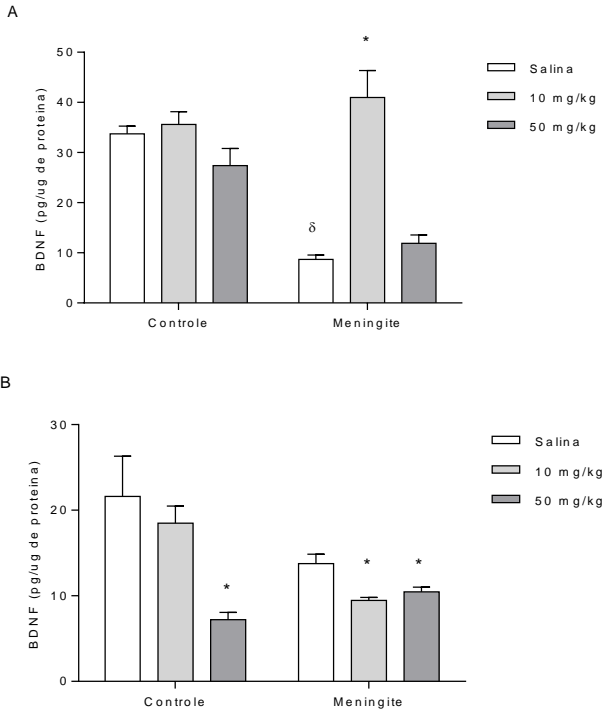 A
BDNF (pg/ug de proteina)
50
40
30
20
10
0
δ
*
Controle
Meningite
Salina
10 mg/kg
50 mg/kg
B
BDNF (pg/ug de proteina)
30
20
10
0
*
*
*
Controle
Meningite
Salina
10 mg/kg
50 mg/kg